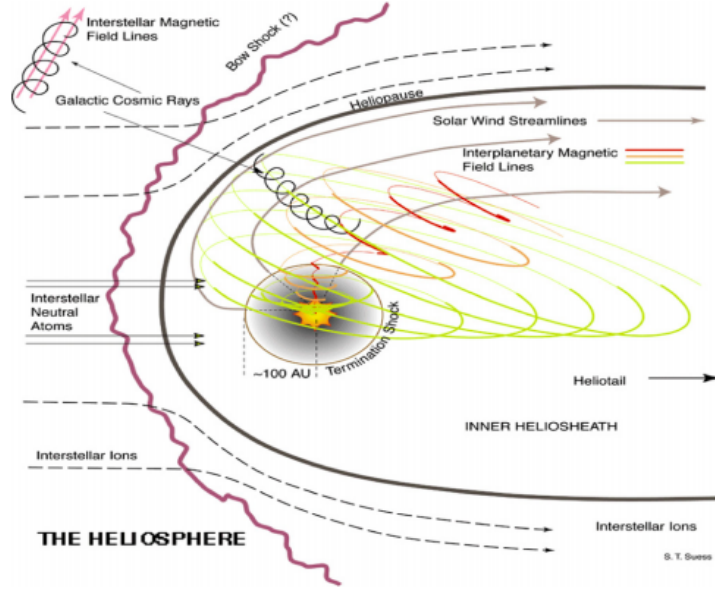 Interstellar Magnetic
Field Lines
Bow Shock (?)
Galactic Cosmic Rays
Heliopause
Solar Wind Streamlines
Interplanetary Magnetic
Field Lines
Interstellar
Neutral
Atoms
Termination Shock
~100 AU
Heliotail
INNER HELIOSHEATH
Interstellar Ions
Interstellar Ions
THE HELIOSPHERE
S. T. Suess